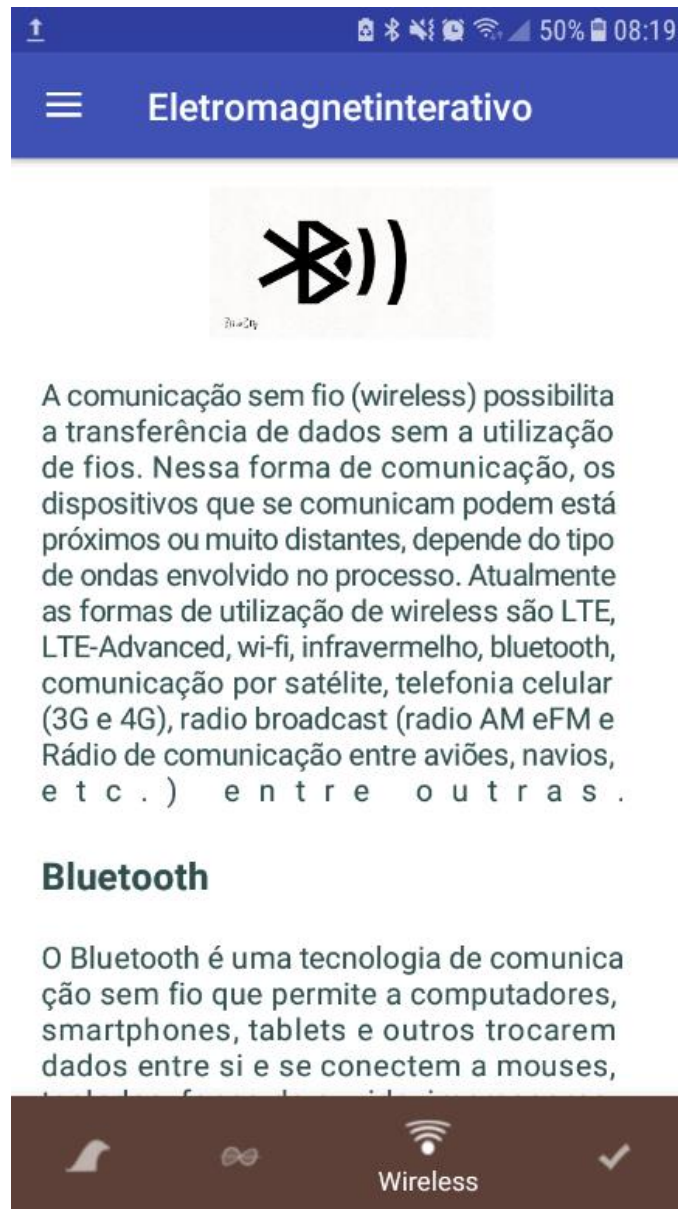 50% 08:19
Eletromagnetinterativo
A comunicação sem fio (wireless) possibilita
a transferência de dados sem a utilização
de fios. Nessa forma de comunicação, os
dispositivos que se comunicam podem está
próximos ou muito distantes, depende do tipo
de ondas envolvido no processo. Atualmente
as formas de utilização de wireless são LTE,
LTE-Advanced, wi-fi, infravermelho, bluetooth,
comunicação por satélite, telefonia celular
(3G e 4G), radio broadcast (radio AM eFM e
Rádio de comunicação entre aviões, navios,
etc.) entre outras.
Bluetooth
O Bluetooth é uma tecnologia de comunica
ção sem fio que permite a computadores,
smartphones, tablets e outros trocarem
dados entre si e se conectem a mouses,
Wireless